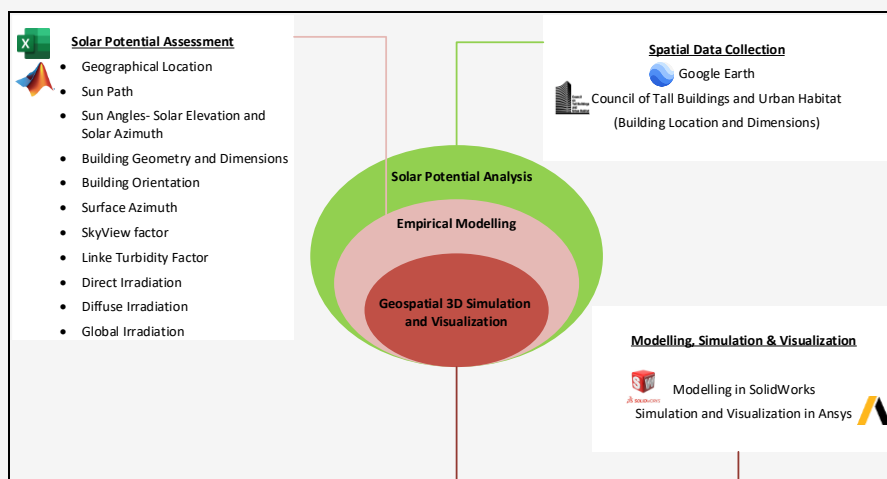 Solar Potential Assessment
Geographical Location
Sun Path
Sun Angles- Solar Elevation and
Solar Azimuth
Building Geometry and Dimensions
Building Orientation
Surface Azimuth
SkyView factor
Linke Turbidity Factor
Direct Irradiation
Diffuse Irradiation
Global Irradiation
Spatial Data Collection
Google Earth
Council of Tall Buildings and Urban Habitat
(Building Location and Dimensions)
Solar Potential Analysis
Empirical Modelling
Geospatial 3D Simulation
and Visualization
Modelling, Simulation & Visualization
SW
SOLIDWORKS
Modelling in SolidWorks
Simulation and Visualization in Ansys